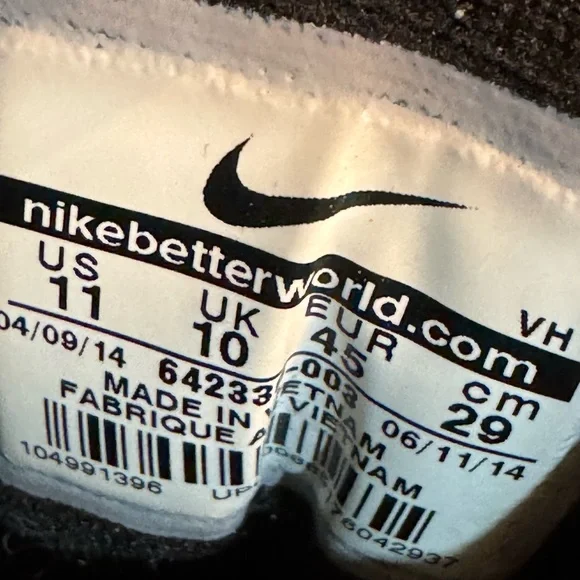 nikebetterworld.com
US UK EUR cm VH
11 10 45 29
04/09/14 06/11/14
MADE IN VIETNAM
FABRIQUE VIETNAM
104991396